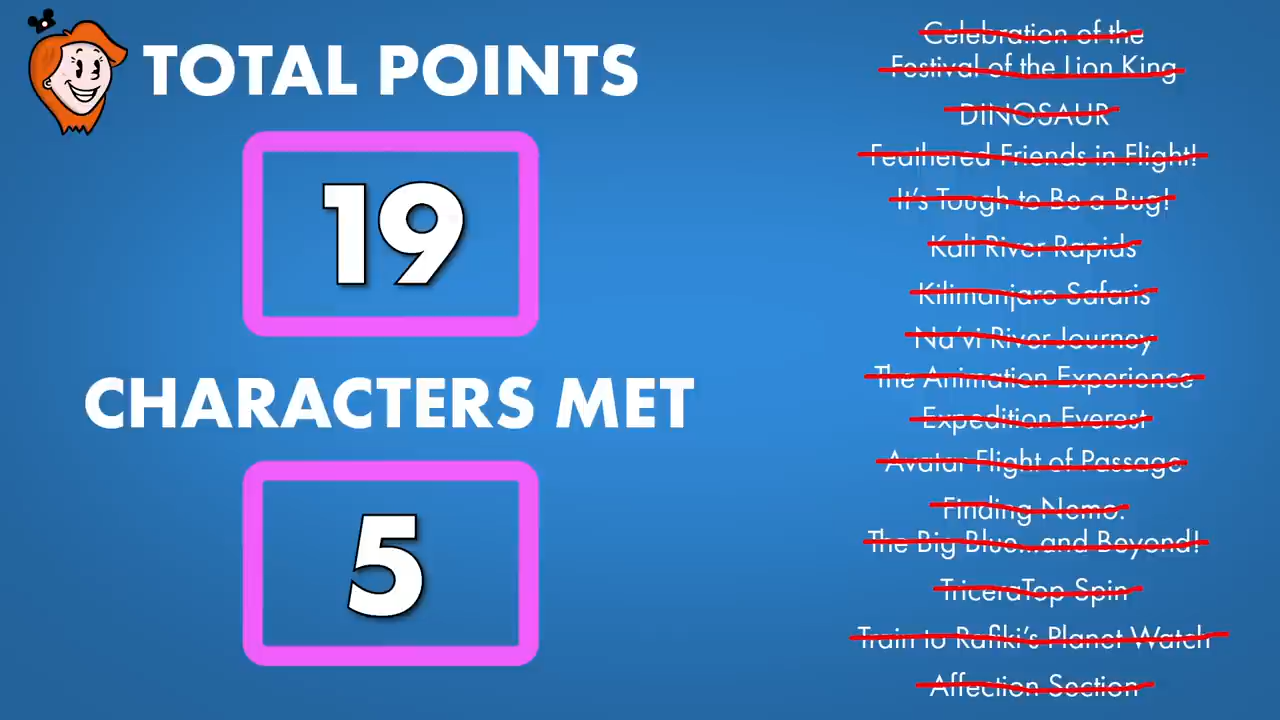 TOTAL POINTS
19
CHARACTERS MET
5
Celebration of the
Festival of the Lion King
DINOSAUR
Feathered Friends in Flight!
It's Tough to Be a Bug!
Kali River Rapids
Kilimanjaro Safaris
Na'vi River Journey
The Animation Experience
Expedition Everest
Avatar Flight of Passage
Finding Nemo:
The Big Blue... and Beyond!
TriceraTop Spin
Train to Rafiki's Planet Watch
Affection Section